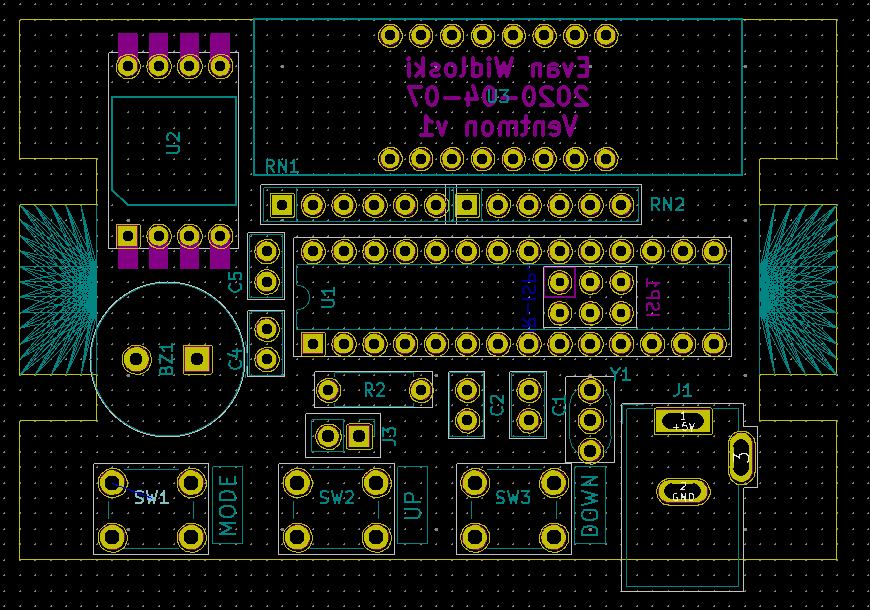 Evan Widloski
U3
2020-04-07
Ventmon v1
U2
RN1
RN2
C5
U1
ISP1
BZ1
C4
R2
C2
C1
Y1
J1
J3
1
+5V
3
2
GND
SW1
MODE
SW2
UP
SW3
DOWN